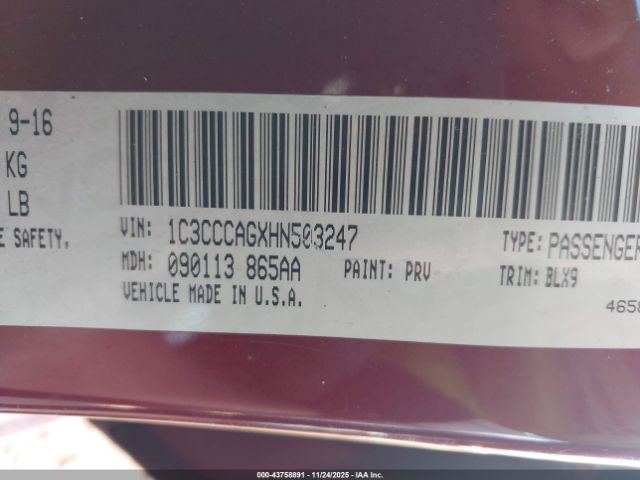 9-16
KG
LB
E SAFETY,
VIN: 1C3CCCAGXHN503247
TYPE: PASSENGER
MDH: 090113 865AA
PAINT: PRV
TRIM: BLX9
VEHICLE MADE IN U.S.A.
4658
000-43758891 - 11/24/2025 - IAA Inc.